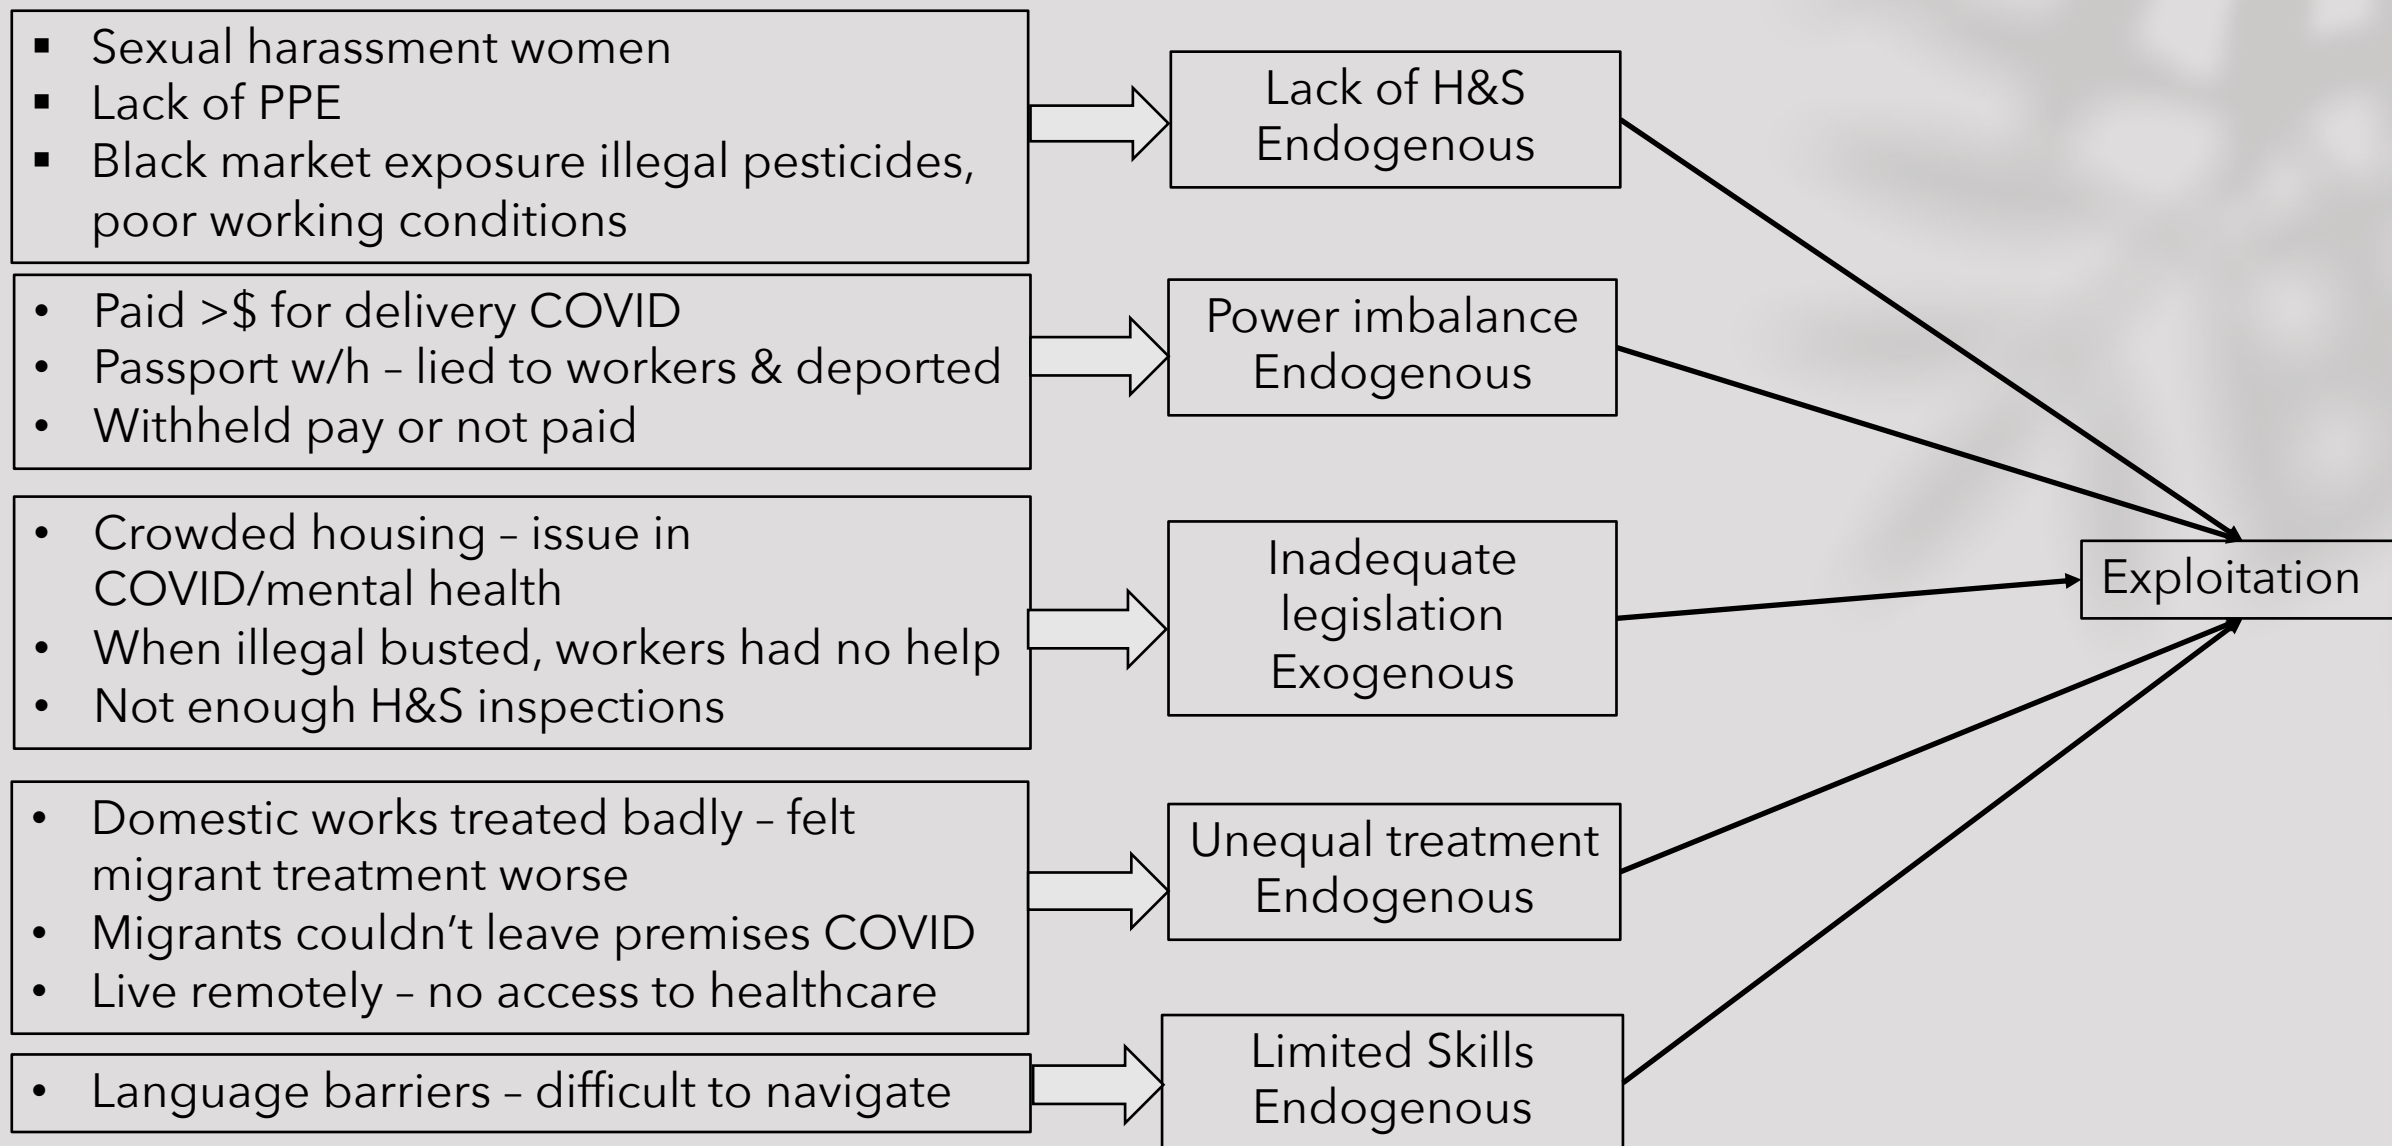 ▪ Sexual harassment women
▪ Lack of PPE
▪ Black market exposure illegal pesticides,
poor working conditions
Lack of H&S
Endogenous
• Paid >$ for delivery COVID
• Passport w/h – lied to workers & deported
• Withheld pay or not paid
Power imbalance
Endogenous
• Crowded housing – issue in
COVID/mental health
• When illegal busted, workers had no help
• Not enough H&S inspections
Inadequate
legislation
Exogenous
Exploitation
• Domestic works treated badly – felt
migrant treatment worse
• Migrants couldn’t leave premises COVID
• Live remotely – no access to healthcare
Unequal treatment
Endogenous
• Language barriers – difficult to navigate
Limited Skills
Endogenous